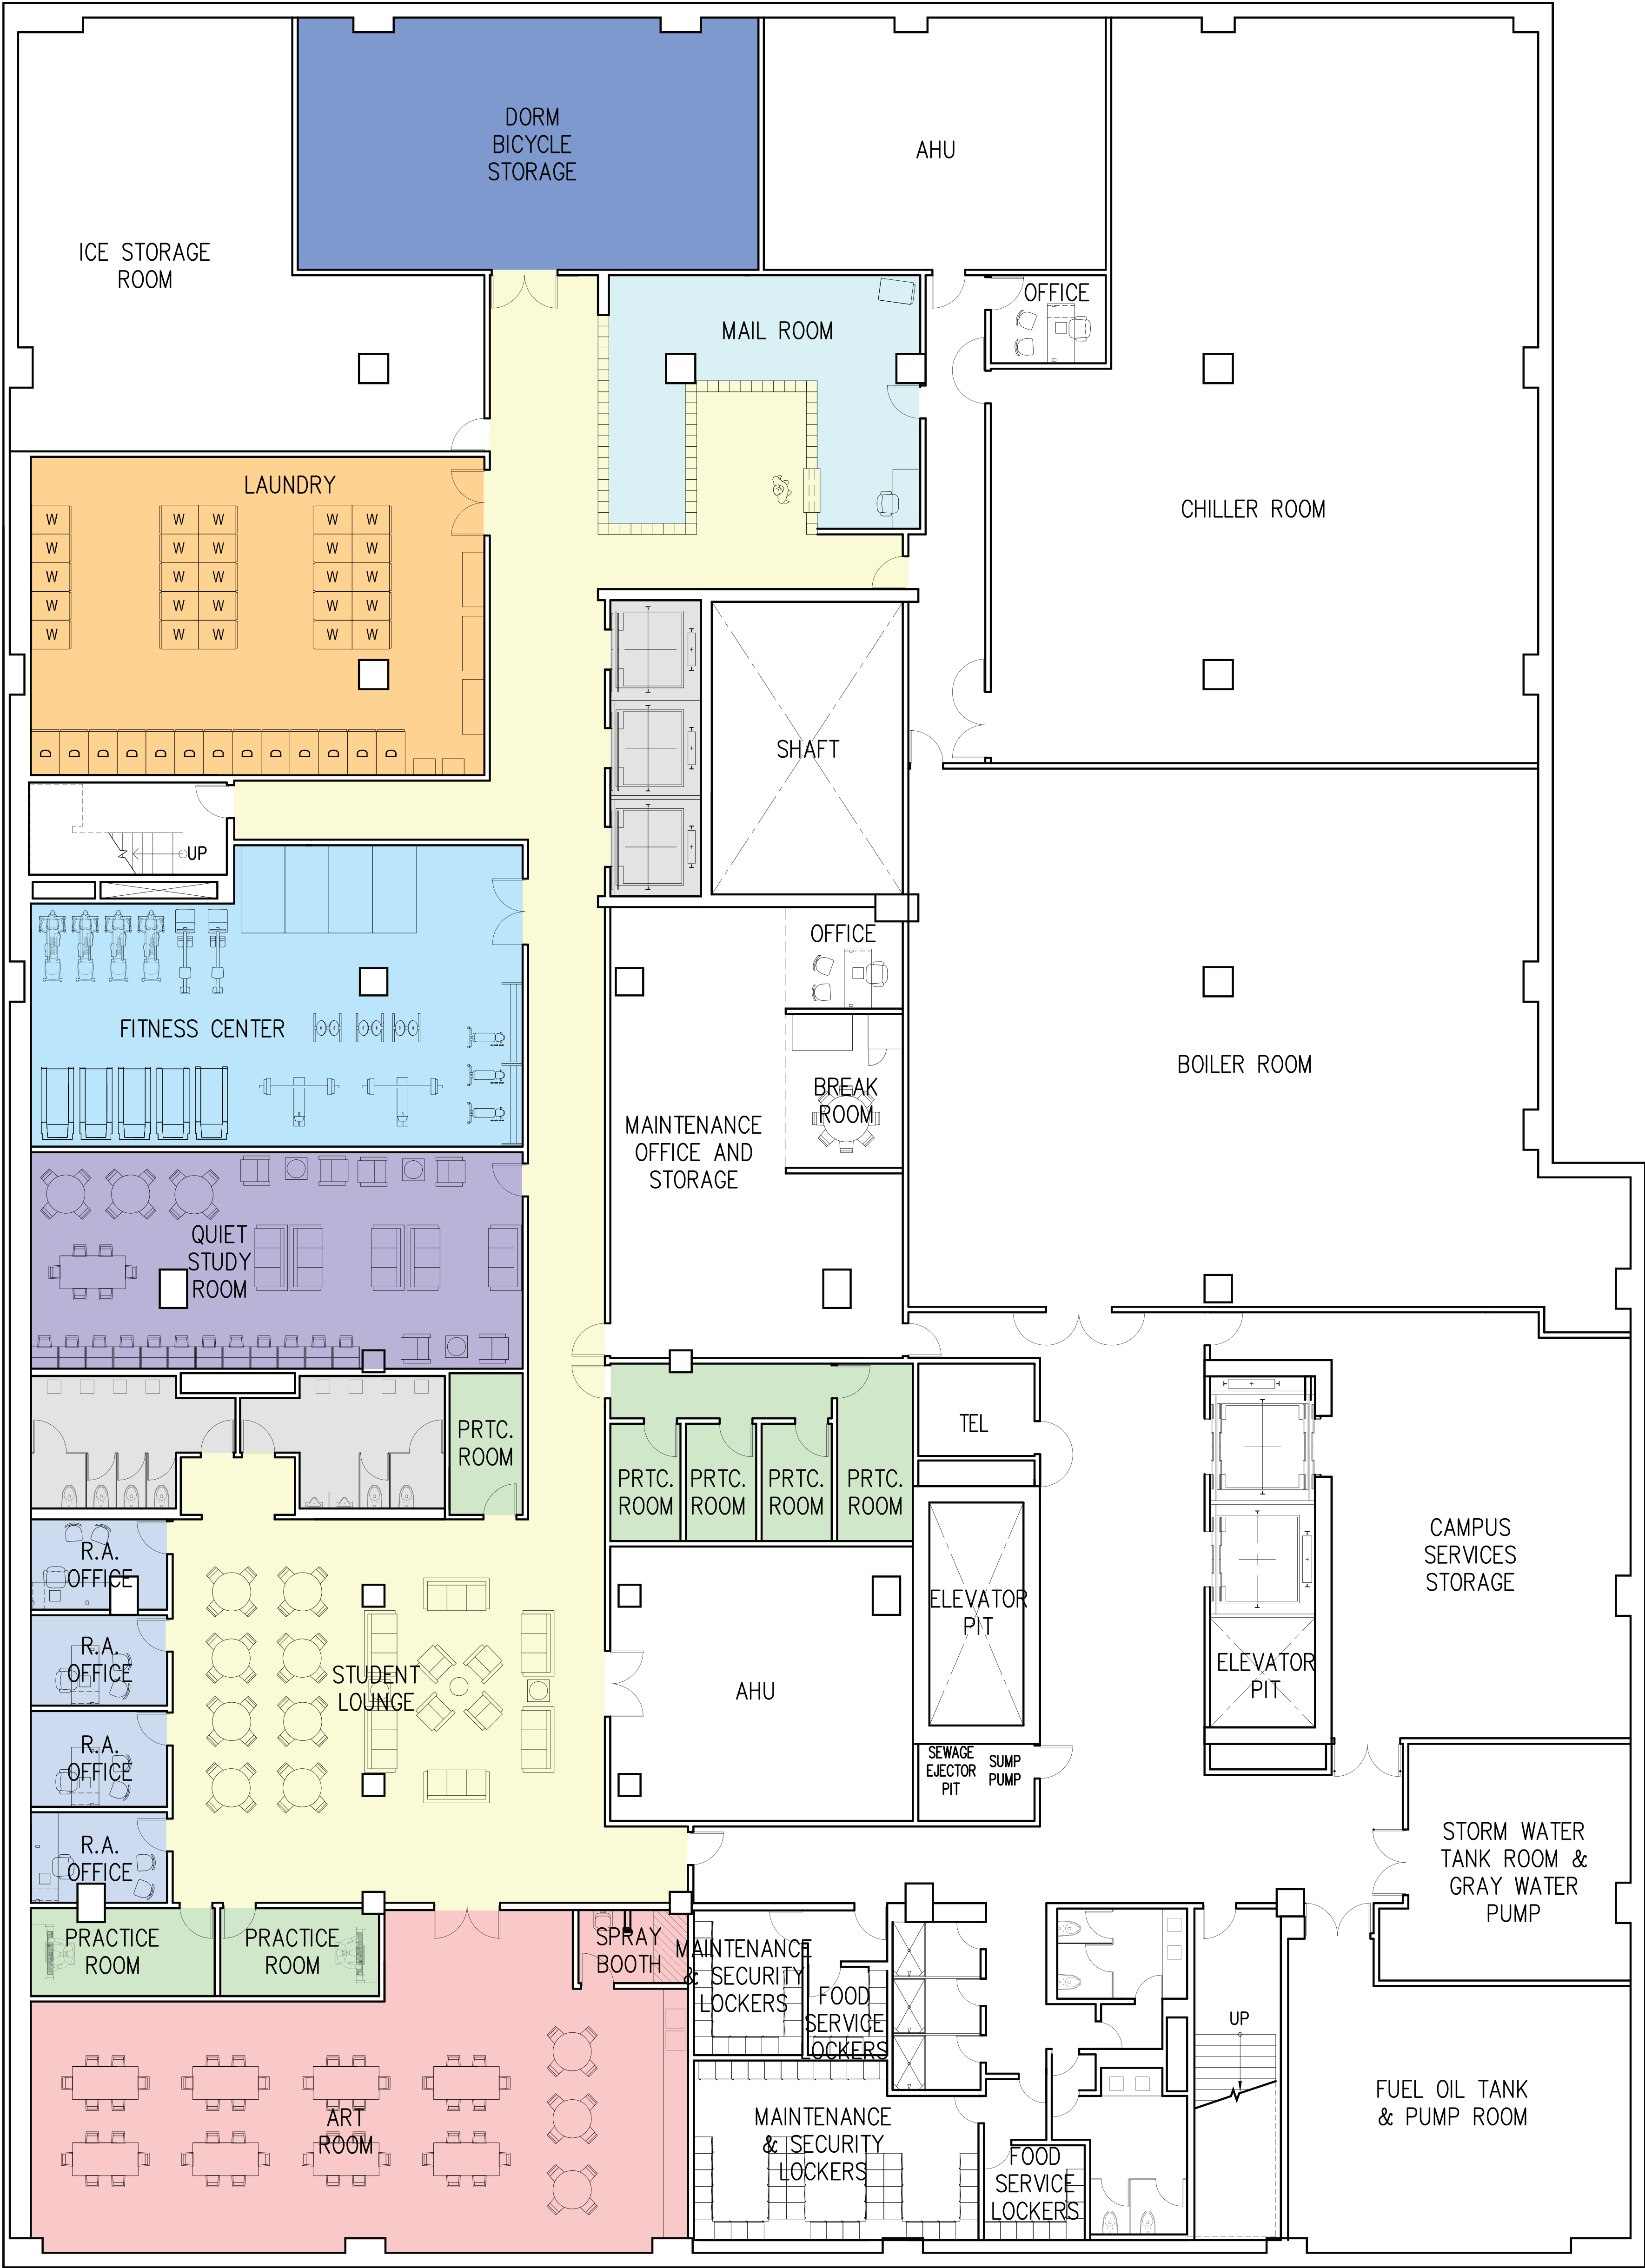 DORM
BICYCLE
STORAGE
AHU
ICE STORAGE
ROOM
OFFICE
MAIL ROOM
LAUNDRY
CHILLER ROOM
W W W W W
W W W W W
W W W W W
W W W W W
W W W W W
D D D D D D D D D D D D D
SHAFT
UP
OFFICE
FITNESS CENTER
BOILER ROOM
BREAK
ROOM
MAINTENANCE
OFFICE AND
STORAGE
QUIET
STUDY
ROOM
PRTC.
ROOM
TEL
PRTC.
ROOM
PRTC.
ROOM
PRTC.
ROOM
PRTC.
ROOM
CAMPUS
SERVICES
STORAGE
R.A.
OFFICE
ELEVATOR
PIT
R.A.
OFFICE
STUDENT
LOUNGE
AHU
ELEVATOR
PIT
R.A.
OFFICE
SEWAGE
EJECTOR
PIT
SUMP
PUMP
R.A.
OFFICE
STORM WATER
TANK ROOM &
GRAY WATER
PUMP
PRACTICE
ROOM
PRACTICE
ROOM
SPRAY
BOOTH
MAINTENANCE
& SECURITY
LOCKERS
FOOD
SERVICE
LOCKERS
UP
ART
ROOM
MAINTENANCE
& SECURITY
LOCKERS
FOOD
SERVICE
LOCKERS
FUEL OIL TANK
& PUMP ROOM